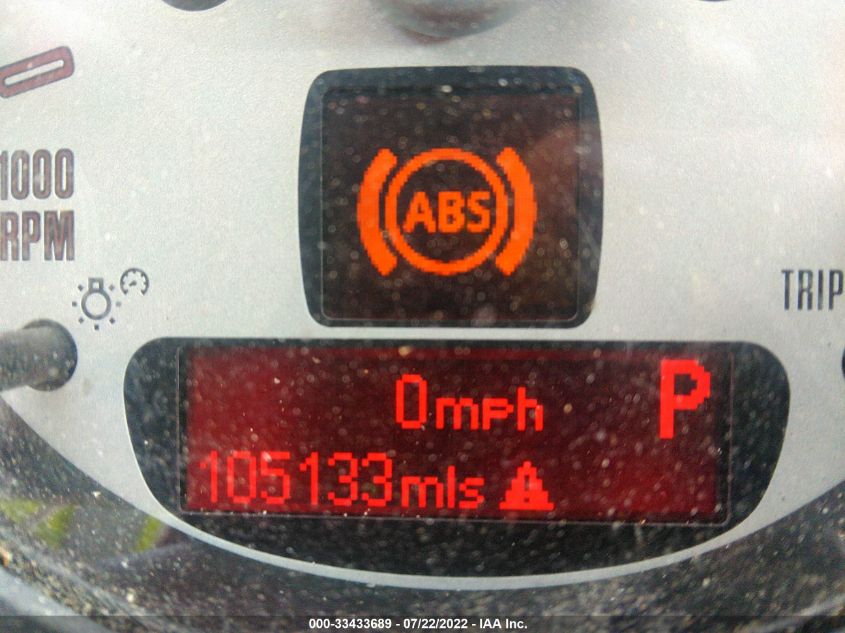 1000
RPM
ABS
TRIP
0mph P
105133mls
000-33433689 - 07/22/2022 - IAA Inc.